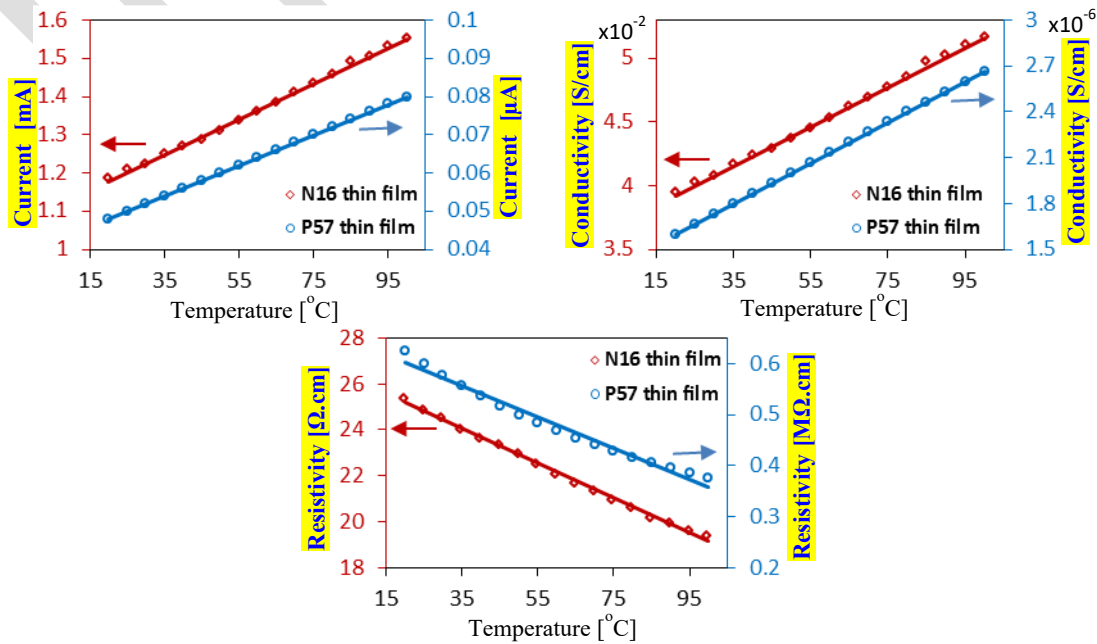 1.6
1.5
1.4
1.3
1.2
1.1
1
Current [mA]
0.1
0.09
0.08
0.07
0.06
0.05
0.04
Current [µA]
N16 thin film
P57 thin film
15 35 55 75 95
Temperature [°C]
x10⁻²
5
4.5
4
3.5
Conductivity [S/cm]
3 x10⁻⁶
2.7
2.4
2.1
1.8
1.5
Conductivity [S/cm]
N16 thin film
P57 thin film
15 35 55 75 95
Temperature [°C]
28
26
24
22
20
18
Resistivity [Ω.cm]
0.6
0.5
0.4
0.3
0.2
Resistivity [MΩ.cm]
N16 thin film
P57 thin film
15 35 55 75 95
Temperature [°C]